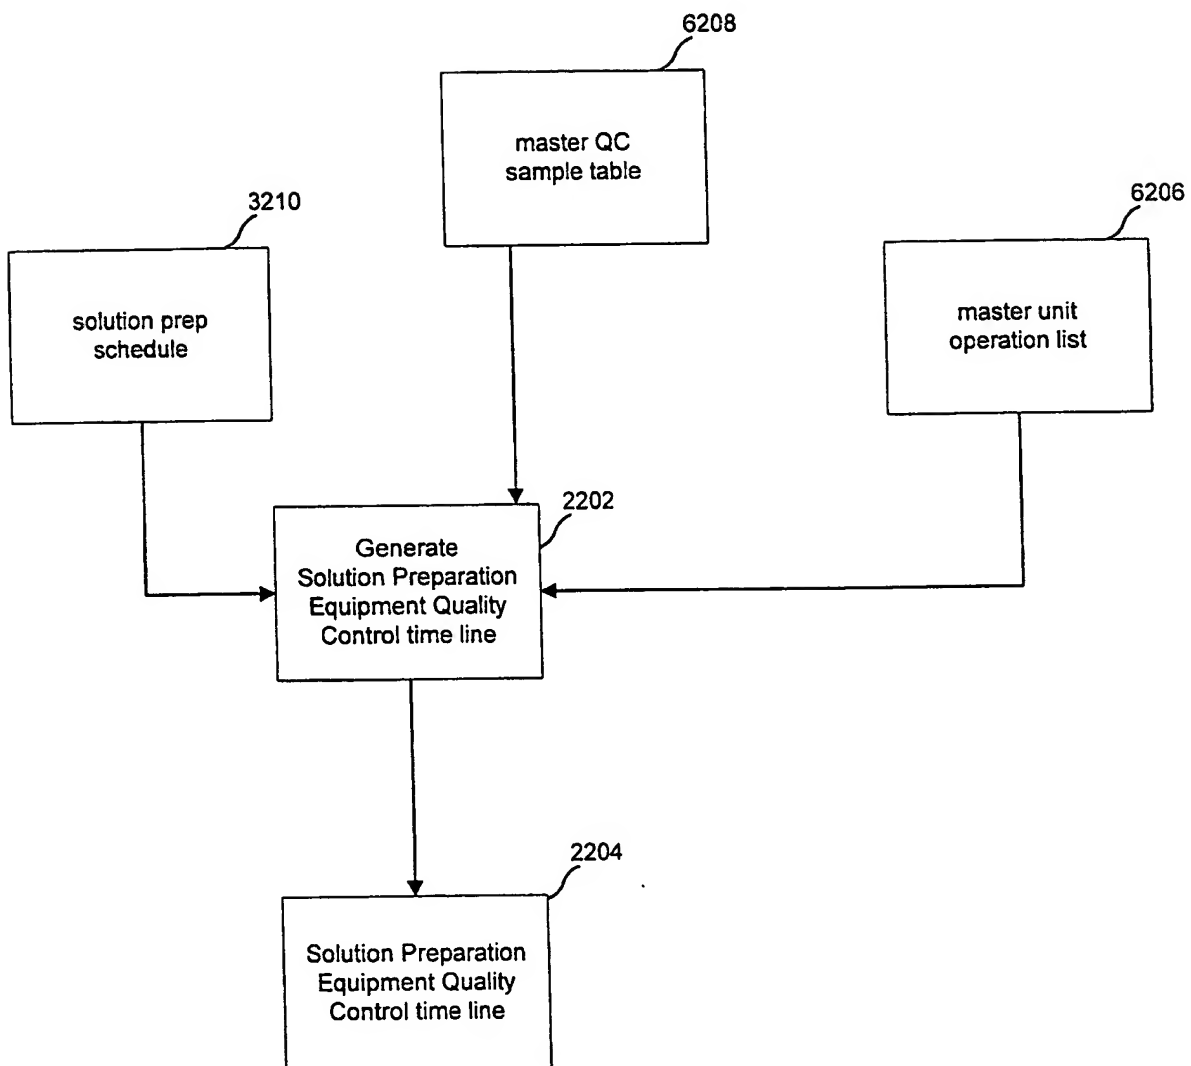 6208
master QC
sample table
3210
solution prep
schedule
6206
master unit
operation list
2202
Generate
Solution Preparation
Equipment Quality
Control time line
2204
Solution Preparation
Equipment Quality
Control time line